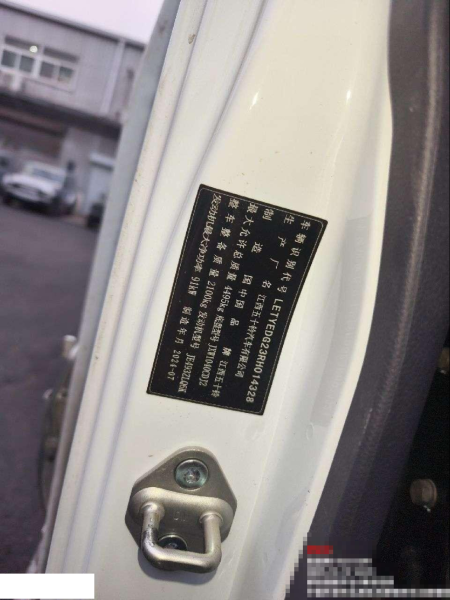 车辆识别代号 LETYEDG23RH014328
生产厂名 江西五十铃汽车有限公司
制造国 中国 品牌 江西五十铃
最大允许总质量 4495kg 型号 JXW1040CDJ2
整车整备质量 2100kg 发动机型号
发动机最大净功率 91kW 制造年月 2024-07